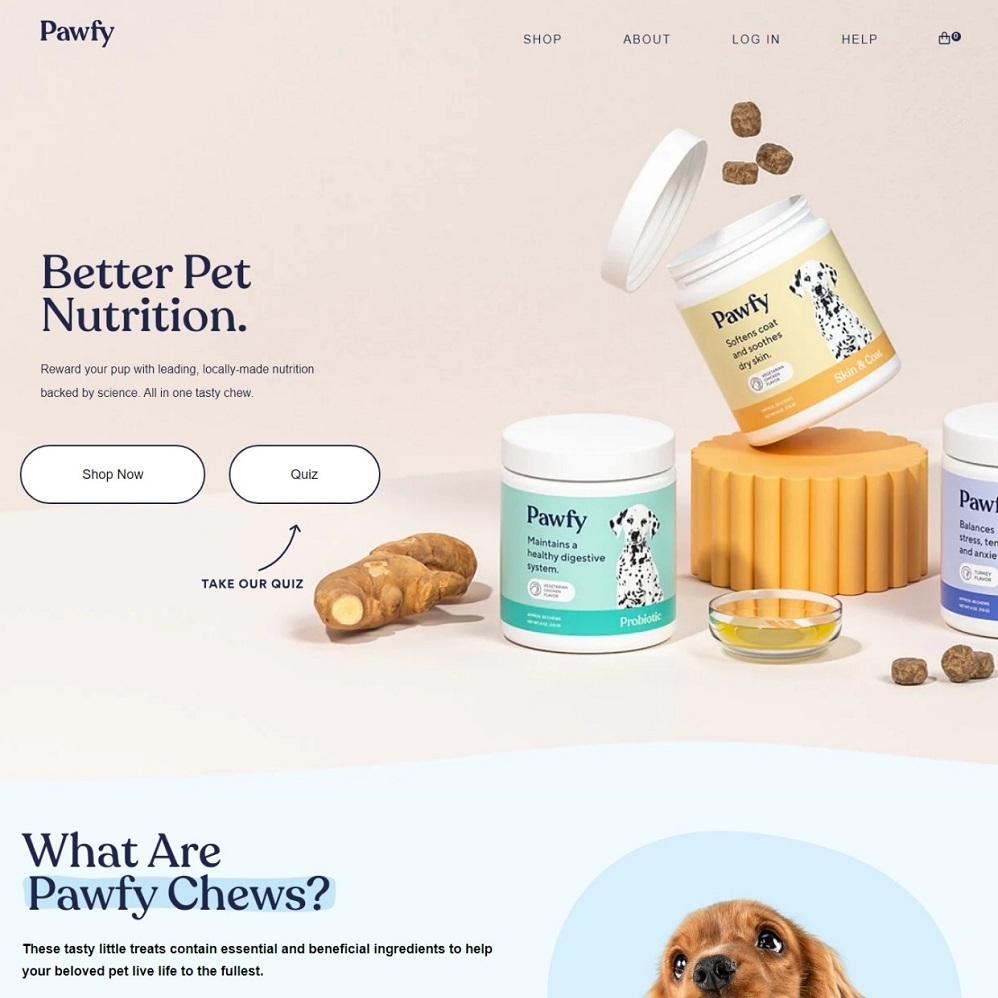 Pawfy
SHOP
ABOUT
LOG IN
HELP
0
Better Pet
Nutrition.
Reward your pup with leading, locally-made nutrition
backed by science. All in one tasty chew.
Shop Now
Quiz
TAKE OUR QUIZ
Pawfy
Softens coat
and soothes
dry skin.
VEGETARIAN
CHICKEN
FLAVOR
Skin & Coat
Pawfy
Maintains a
healthy digestive
system.
VEGETARIAN
CHICKEN
FLAVOR
Probiotic
Pawf
Balances
stress, ten
and anxie
TURKEY
FLAVOR
What Are
Pawfy Chews?
These tasty little treats contain essential and beneficial ingredients to help
your beloved pet live life to the fullest.